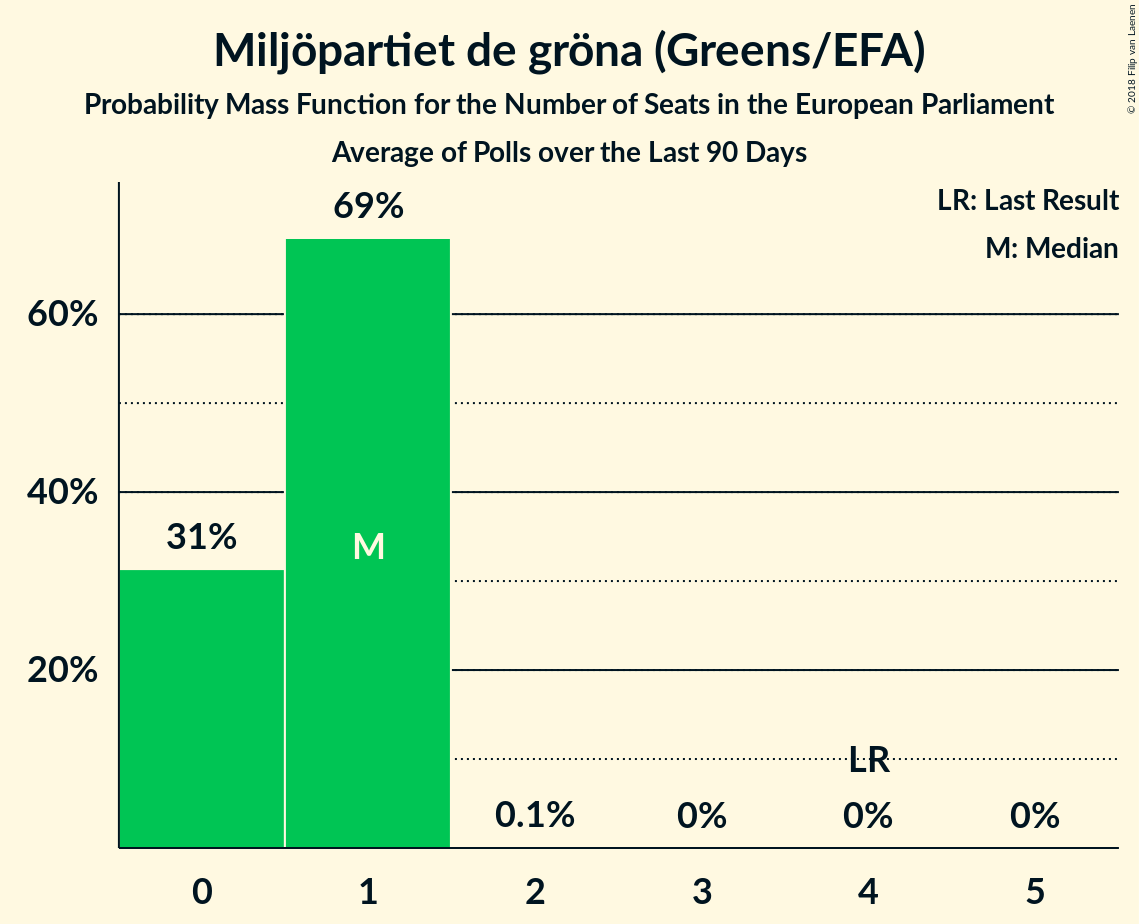 Miljöpartiet de gröna (Greens/EFA)
Probability Mass Function for the Number of Seats in the European Parliament
Average of Polls over the Last 90 Days
© 2018 Filip van Laenen
LR: Last Result
M: Median
69%
60%
40%
31%
M
20%
LR
0.1%
0%
0%
0%
0
1
2
3
4
5